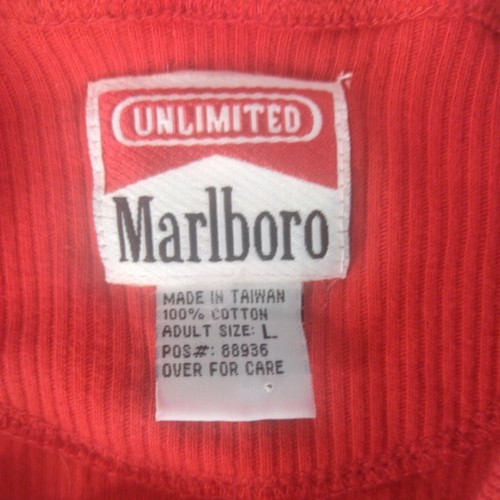 UNLIMITED
Marlboro
MADE IN TAIWAN
100% COTTON
ADULT SIZE: L
POS#: 88936
OVER FOR CARE